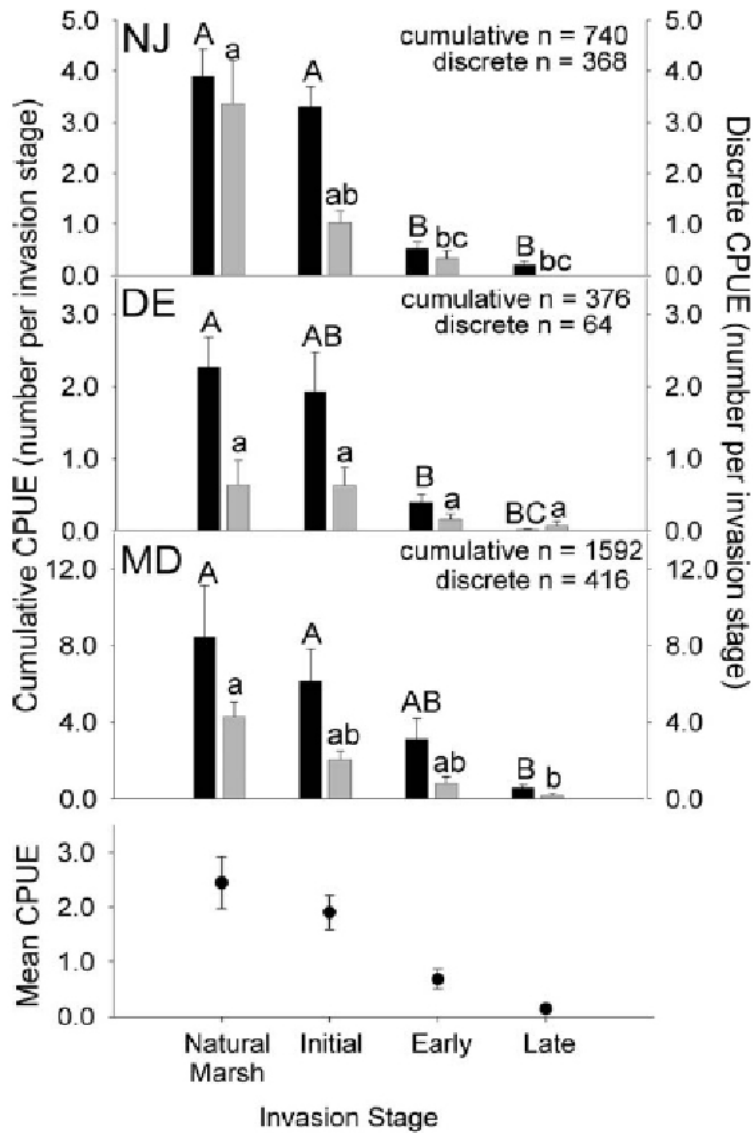 Cumulative CPUE (number per invasion stage)
Discrete CPUE (number per invasion stage)
NJ
cumulative n = 740
discrete n = 368
5.0
4.0
3.0
2.0
1.0
0.0
A
a
A
ab
B
bc
B
bc
5.0
4.0
3.0
2.0
1.0
0.0
DE
cumulative n = 376
discrete n = 64
3.0
2.0
1.0
0.0
A
a
AB
a
B
a
BC
a
3.0
2.0
1.0
0.0
MD
cumulative n = 1592
discrete n = 416
12.0
8.0
4.0
0.0
A
a
A
ab
AB
ab
B
b
12.0
8.0
4.0
0.0
Mean CPUE
3.0
2.0
1.0
0.0
Natural
Marsh
Initial
Early
Late
Invasion Stage